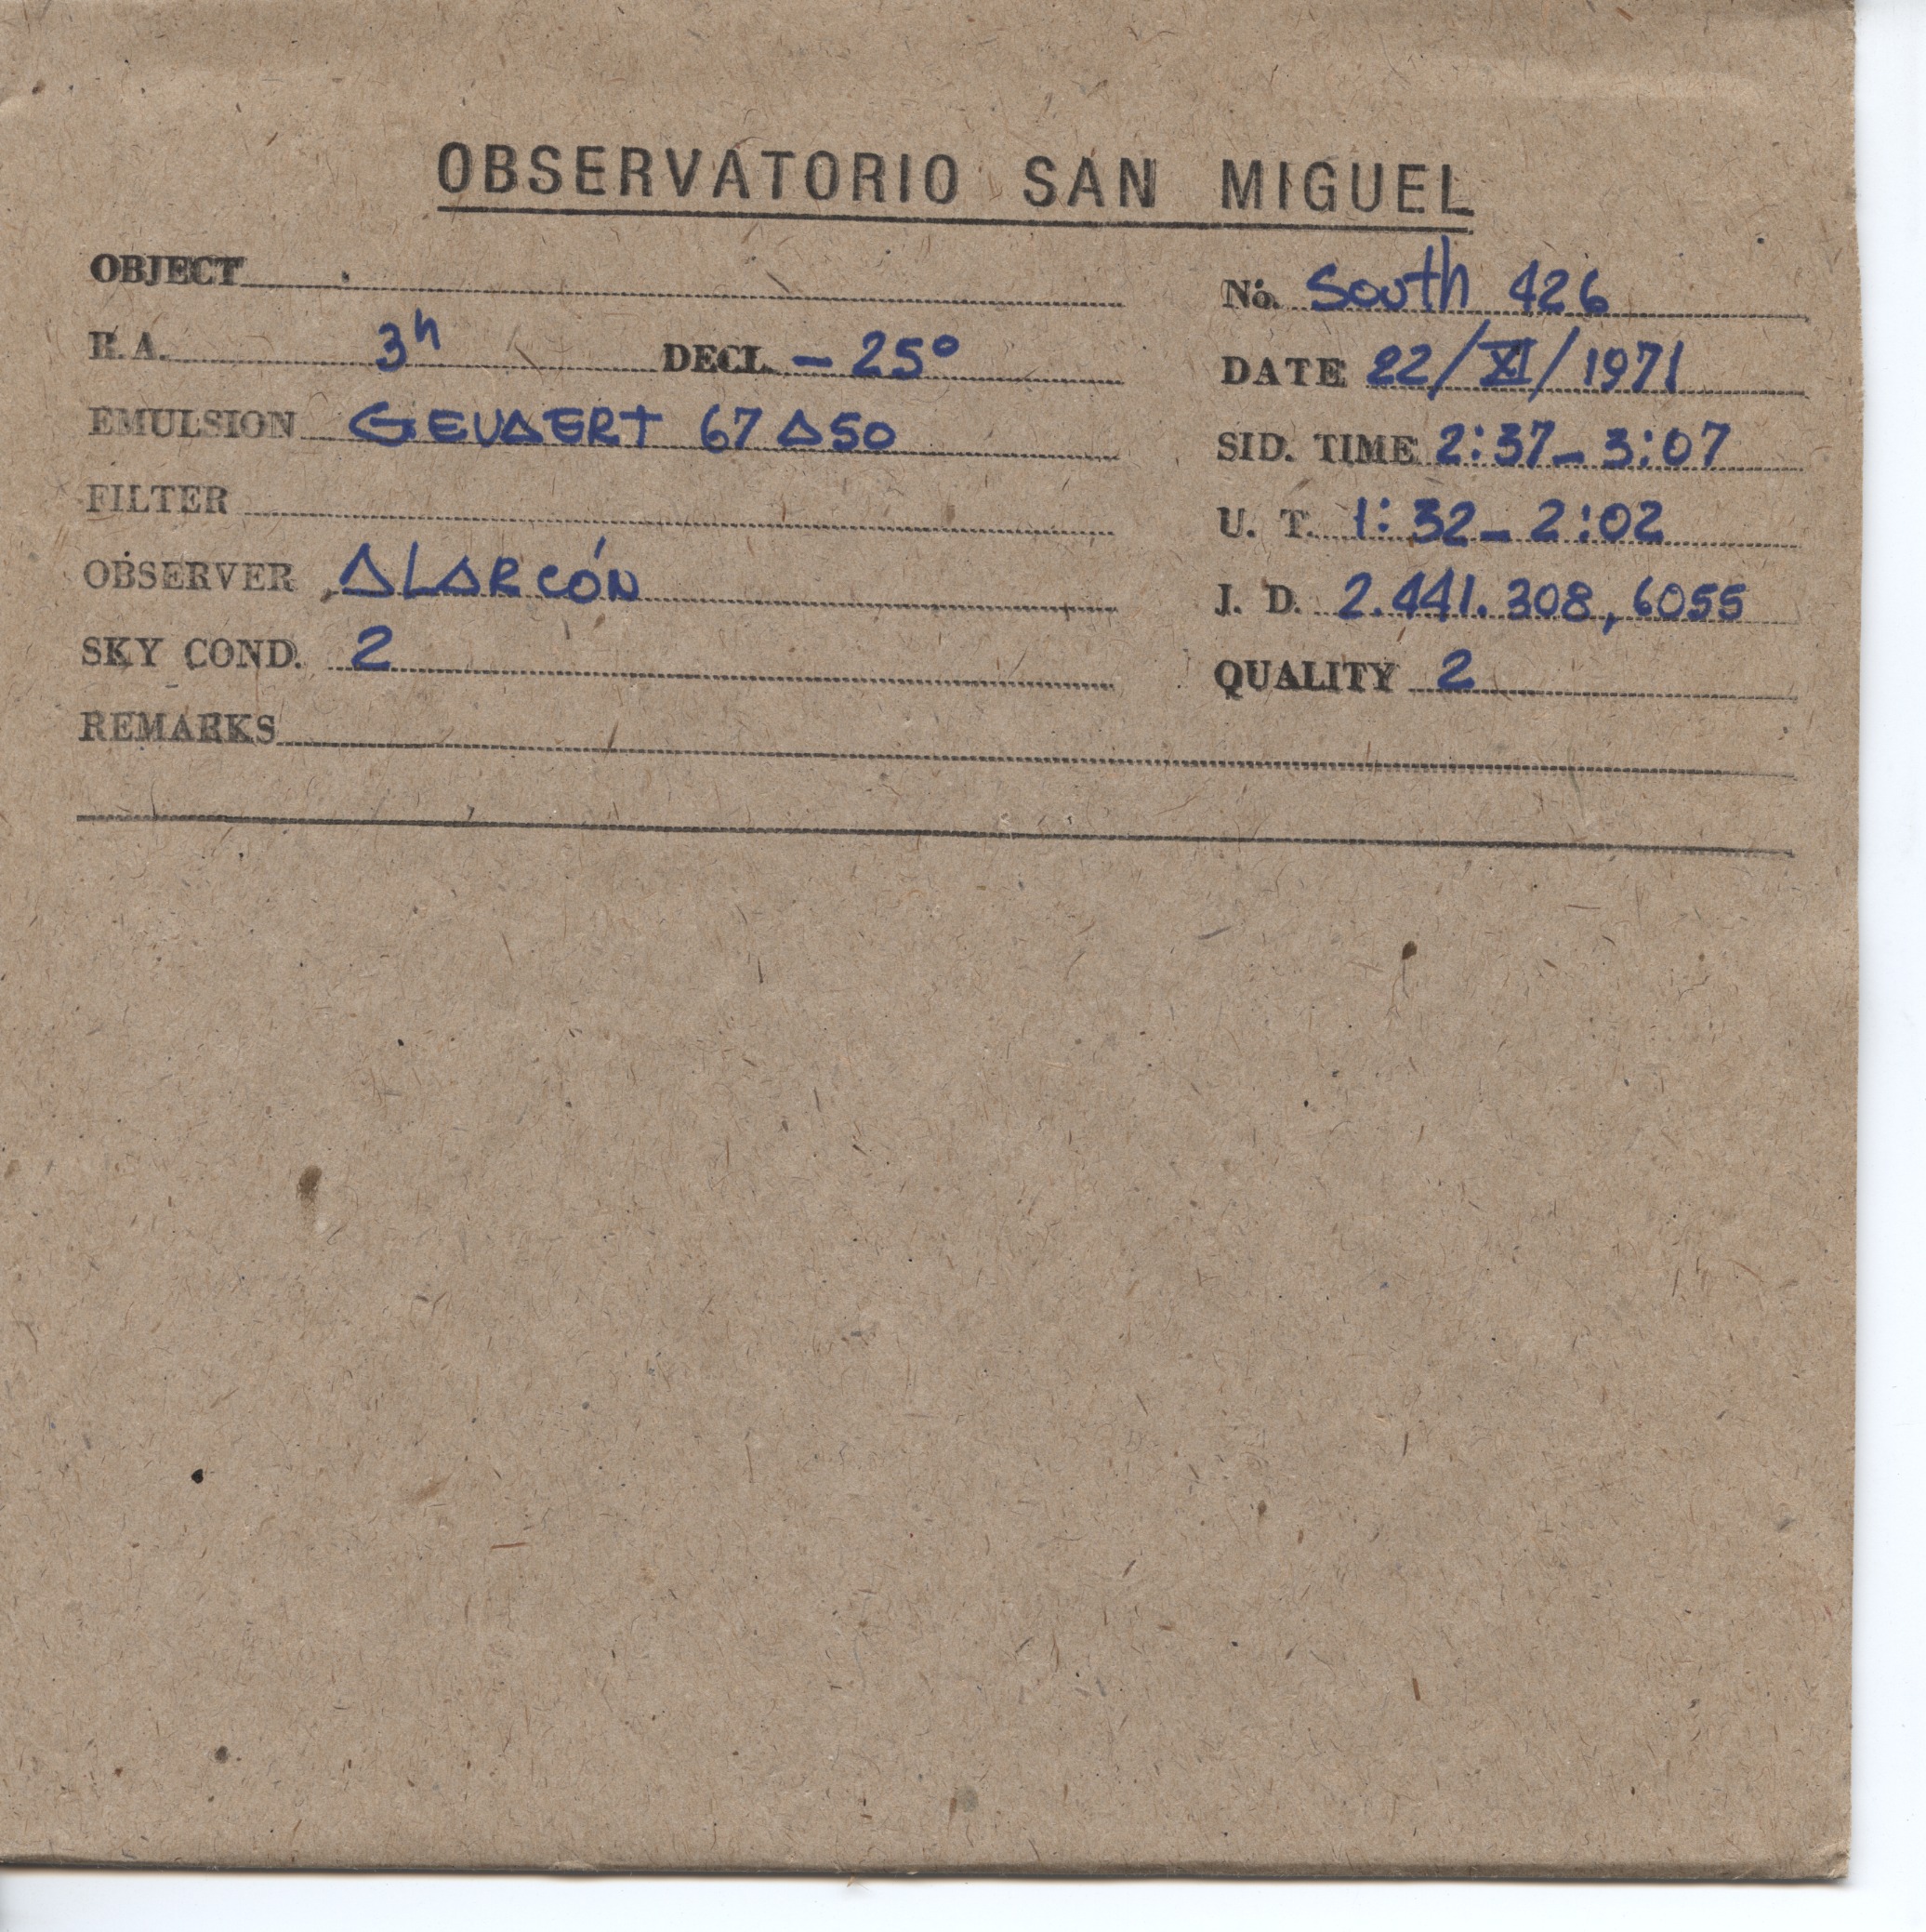 OBSERVATORIO SAN MIGUEL
OBJECT No. South 426
R.A. 3h DECL. - 25° DATE 22/XI/1971
EMULSION GEVAERT 67A50 SID. TIME 2:37 - 3:07
FILTER U. T. 1:32 - 2:02
OBSERVER ALARCÓN J. D. 2.441.308,6055
SKY COND. 2 QUALITY 2
REMARKS